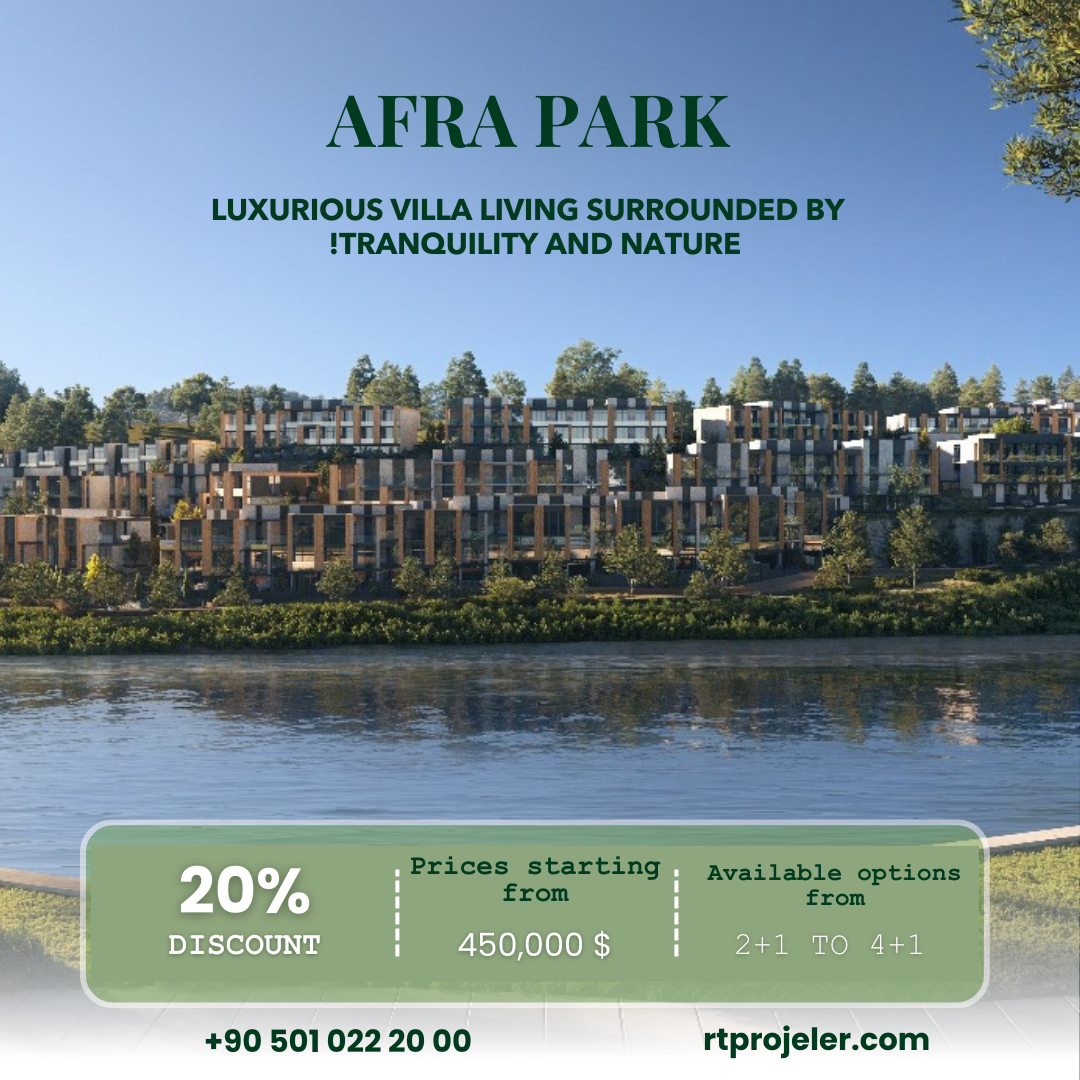 AFRA PARK
LUXURIOUS VILLA LIVING SURROUNDED BY
!TRANQUILITY AND NATURE
20%
DISCOUNT
Prices starting
from
450,000 $
Available options
from
2+1 TO 4+1
+90 501 022 20 00
rtprojeler.com